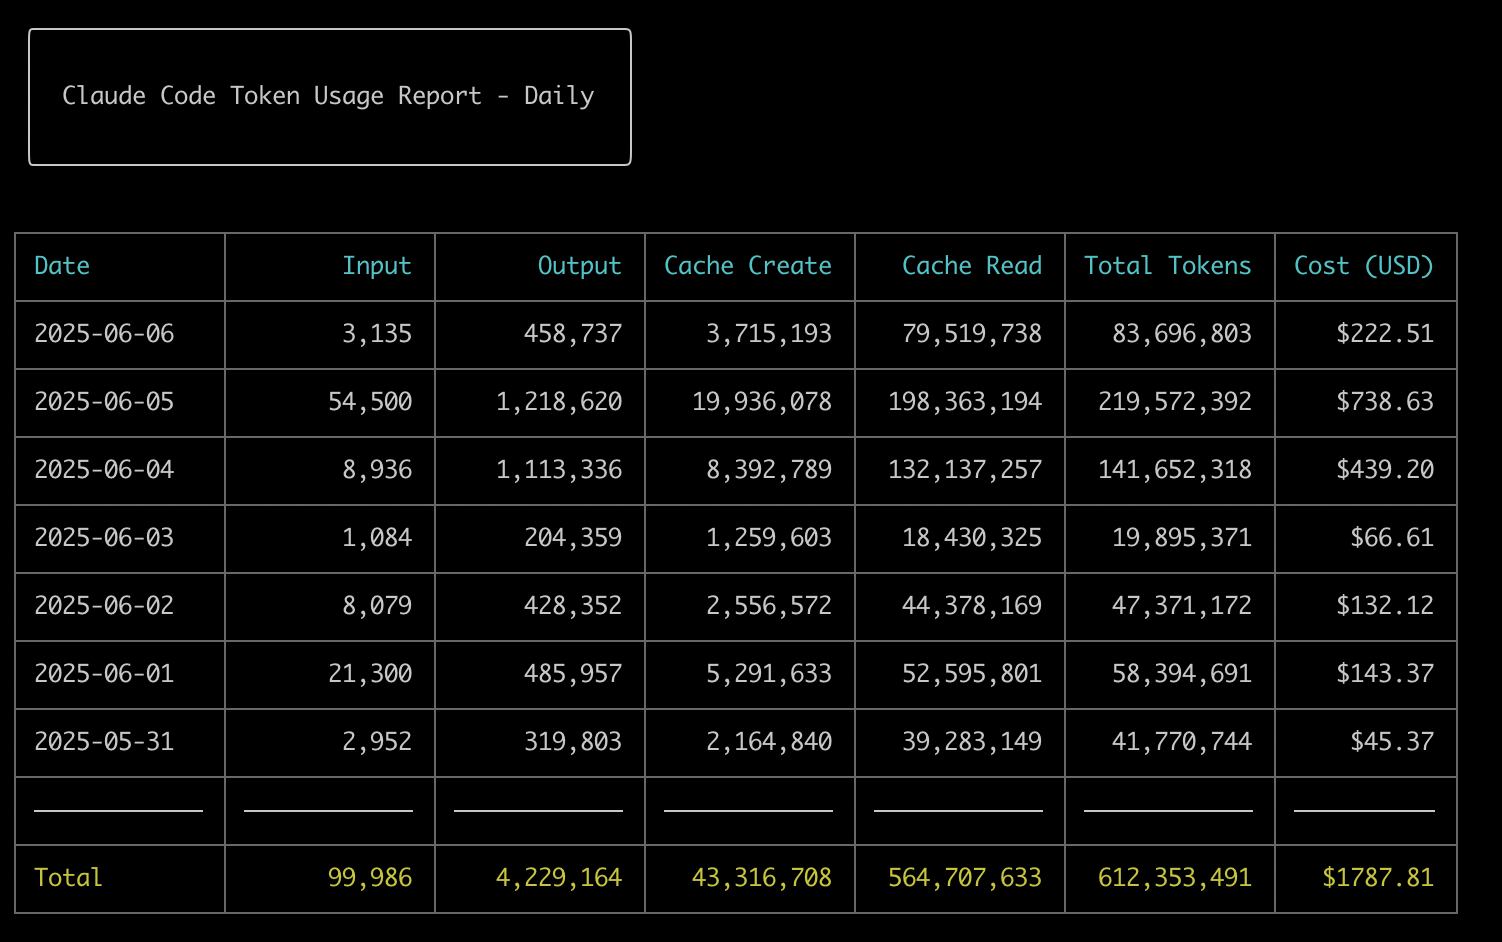 Claude Code Token Usage Report - Daily
Date Input Output Cache Create Cache Read Total Tokens Cost (USD)
2025-06-06 3,135 458,737 3,715,193 79,519,738 83,696,803 $222.51
2025-06-05 54,500 1,218,620 19,936,078 198,363,194 219,572,392 $738.63
2025-06-04 8,936 1,113,336 8,392,789 132,137,257 141,652,318 $439.20
2025-06-03 1,084 204,359 1,259,603 18,430,325 19,895,371 $66.61
2025-06-02 8,079 428,352 2,556,572 44,378,169 47,371,172 $132.12
2025-06-01 21,300 485,957 5,291,633 52,595,801 58,394,691 $143.37
2025-05-31 2,952 319,803 2,164,840 39,283,149 41,770,744 $45.37
Total 99,986 4,229,164 43,316,708 564,707,633 612,353,491 $1787.81